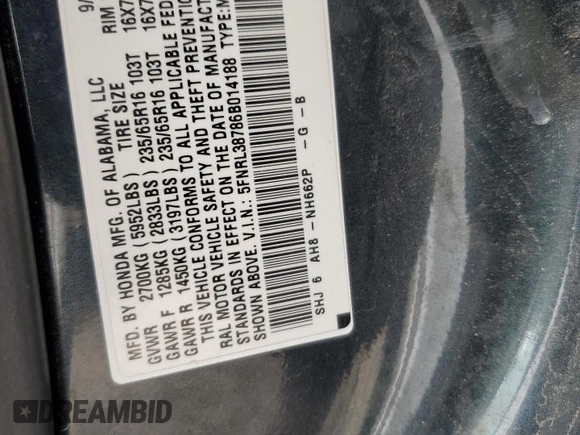 MFD. BY HONDA MFG. OF ALABAMA, LLC 9/
GVWR 2700KG ( 5952LBS ) TIRE SIZE RIM
GAWR F 1285KG ( 2833LBS ) 235/65R16 103T 16X7
GAWR R 1450KG ( 3197LBS ) 235/65R16 103T 16X7
THIS VEHICLE CONFORMS TO ALL APPLICABLE FED
RAL MOTOR VEHICLE SAFETY AND THEFT PREVENTIO
STANDARDS IN EFFECT ON THE DATE OF MANUFACT
SHOWN ABOVE. V.I.N.: 5FNRL38786B014188 TYPE:M
SHJ 6 AH8 -NH662P -G -B
DREAMBID